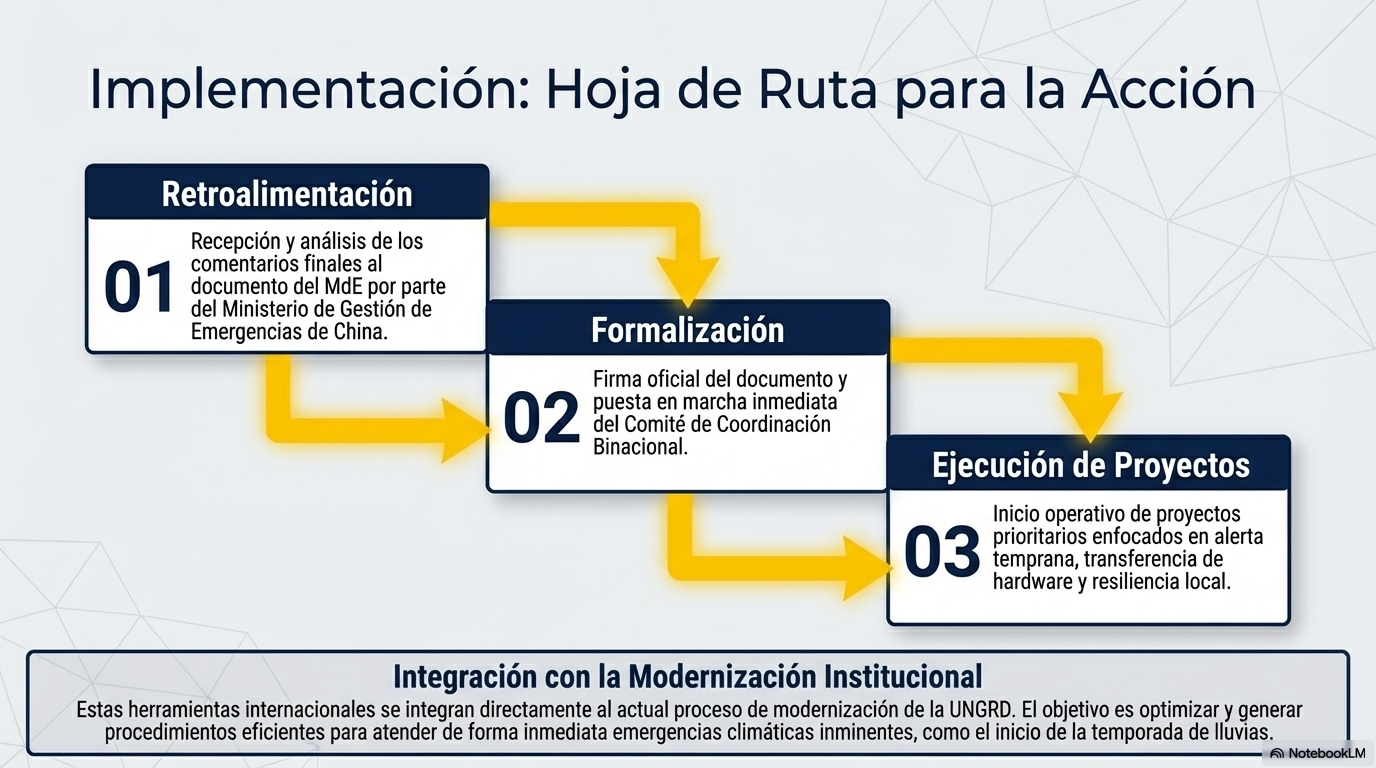 Implementación: Hoja de Ruta para la Acción
Retroalimentación
01
Recepción y análisis de los
comentarios finales al
documento del MdE por parte
del Ministerio de Gestión de
Emergencias de China.
Formalización
02
Firma oficial del documento y
puesta en marcha inmediata
del Comité de Coordinación
Binacional.
Ejecución de Proyectos
03
Inicio operativo de proyectos
prioritarios enfocados en alerta
temprana, transferencia de
hardware y resiliencia local.
Integración con la Modernización Institucional
Estas herramientas internacionales se integran directamente al actual proceso de modernización de la UNGRD. El objetivo es optimizar y generar
procedimientos eficientes para atender de forma inmediata emergencias climáticas inminentes, como el inicio de la temporada de lluvias.
NotebookLM